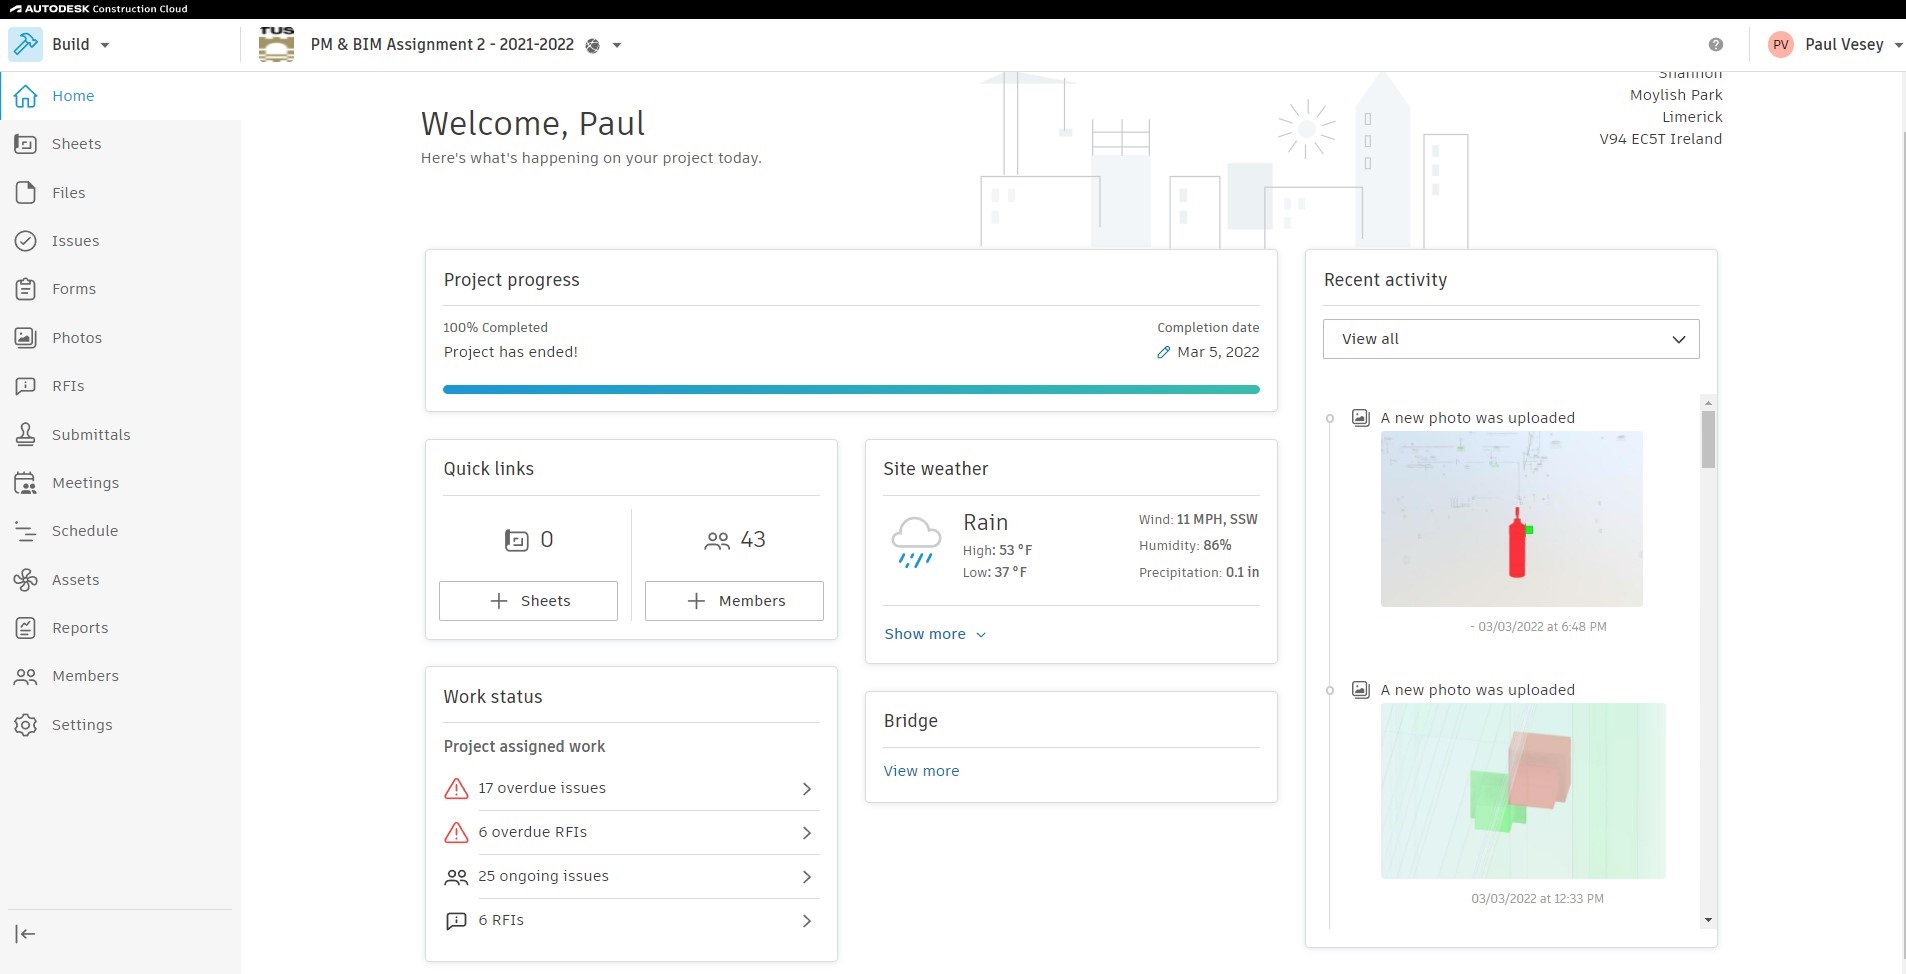 AUTODESK Construction Cloud
Build
TUS
PM & BIM Assignment 2 - 2021-2022
PV
Paul Vesey
Home
Sheets
Files
Issues
Forms
Photos
RFIs
Submittals
Meetings
Schedule
Assets
Reports
Members
Settings
Welcome, Paul
Here's what's happening on your project today.
Shannon
Moylish Park
Limerick
V94 EC5T Ireland
Project progress
100% Completed
Project has ended!
Completion date
Mar 5, 2022
Quick links
0
43
Sheets
Members
Work status
Project assigned work
17 overdue issues
6 overdue RFIs
25 ongoing issues
6 RFIs
Site weather
Rain
High: 53 °F
Low: 37 °F
Wind: 11 MPH, SSW
Humidity: 86%
Precipitation: 0.1 in
Show more
Bridge
View more
Recent activity
View all
A new photo was uploaded
- 03/03/2022 at 6:48 PM
A new photo was uploaded
03/03/2022 at 12:33 PM